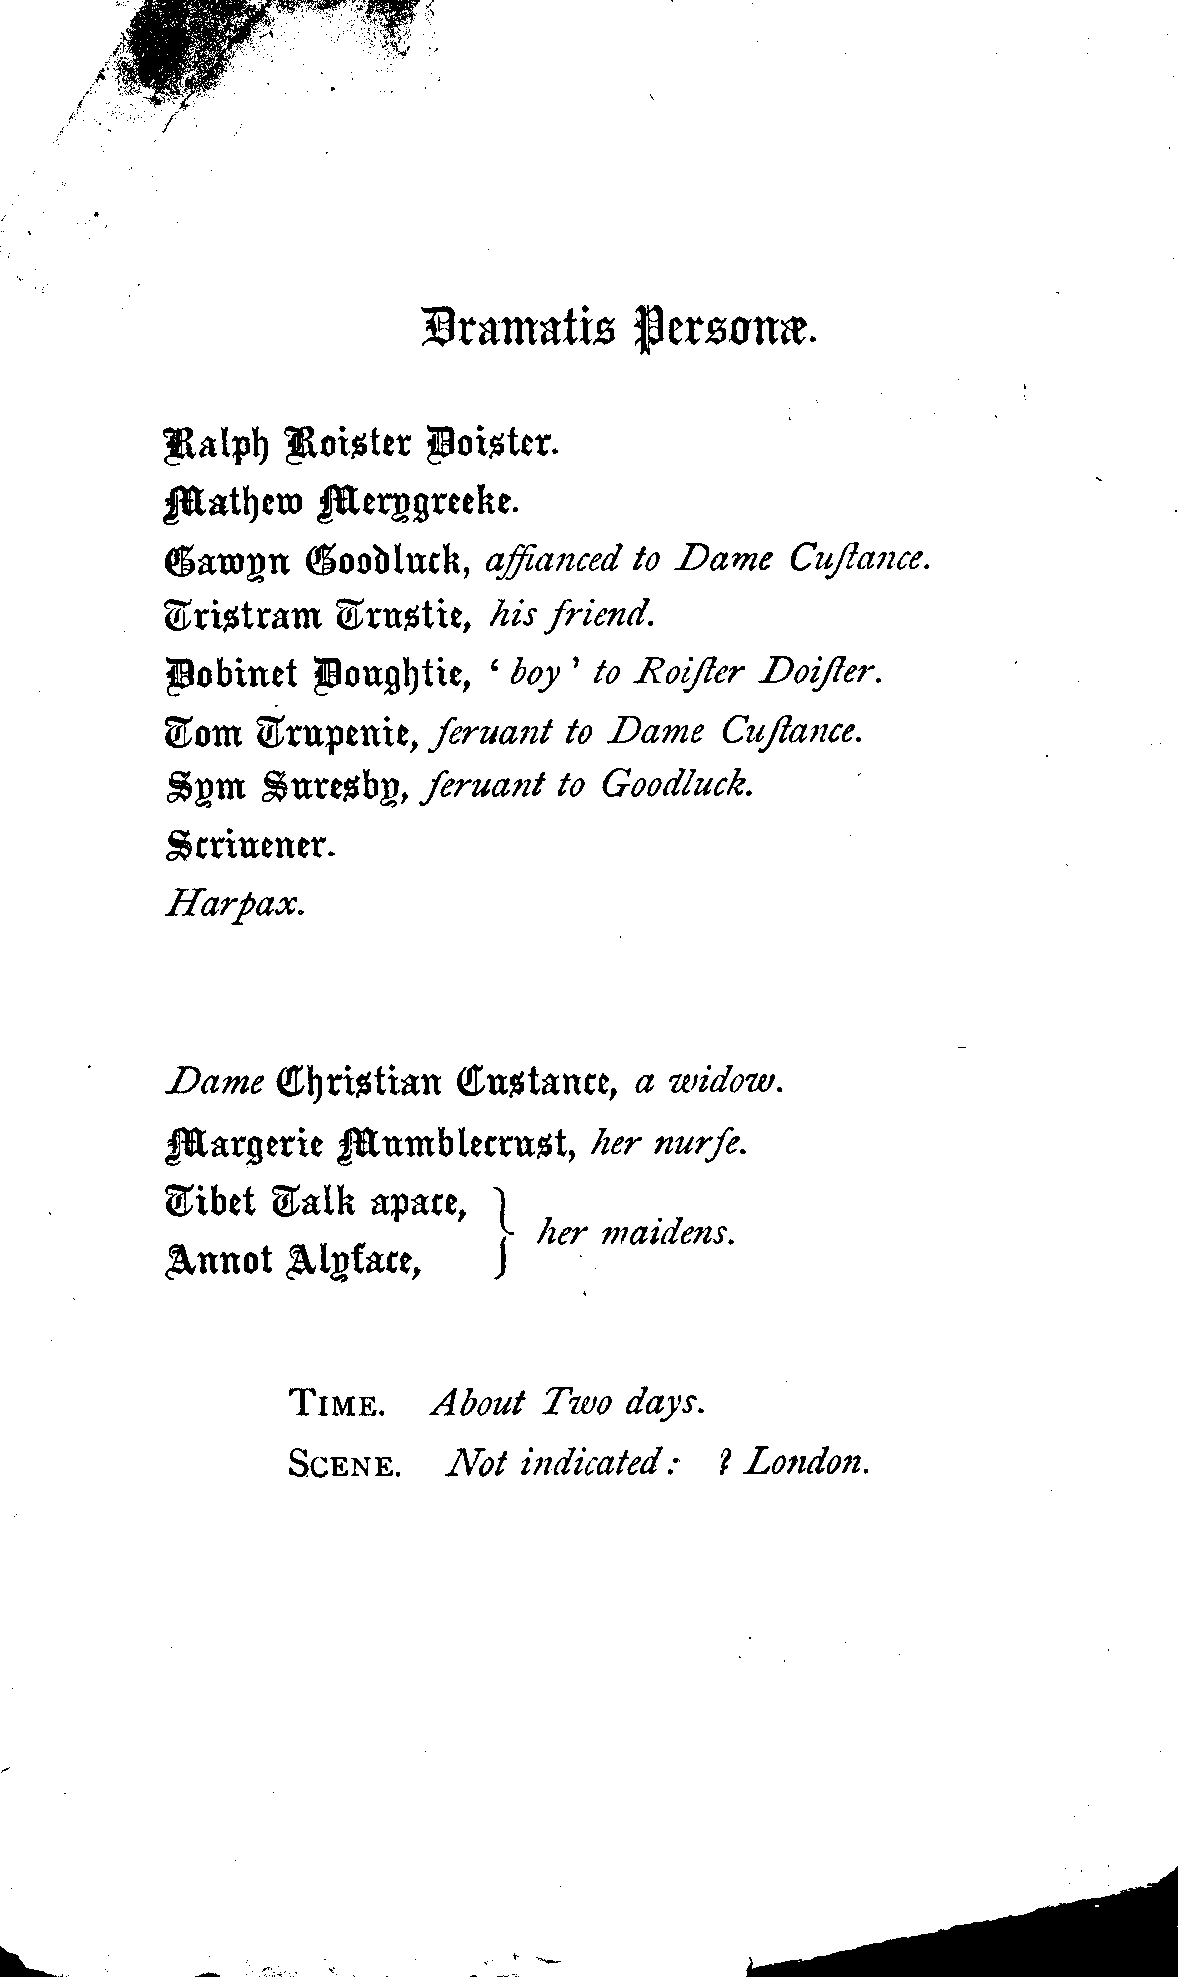 Dramatis Personæ.
Ralph Roister Doister.
Mathew Merygreeke.
Gawyn Goodluck, affianced to Dame Cuſtance.
Tristram Trustie, his friend.
Dobinet Doughtie, ‘ boy ’ to Roiſter Doiſter.
Tom Trupenie, ſeruant to Dame Cuſtance.
Sym Suresby, ſeruant to Goodluck.
Scriuener.
Harpax.
Dame Christian Custance, a widow.
Margerie Mumblecrust, her nurſe.
Tibet Talk apace,
Annot Alyface,
} her maidens.
TIME. About Two days.
SCENE. Not indicated : ? London.